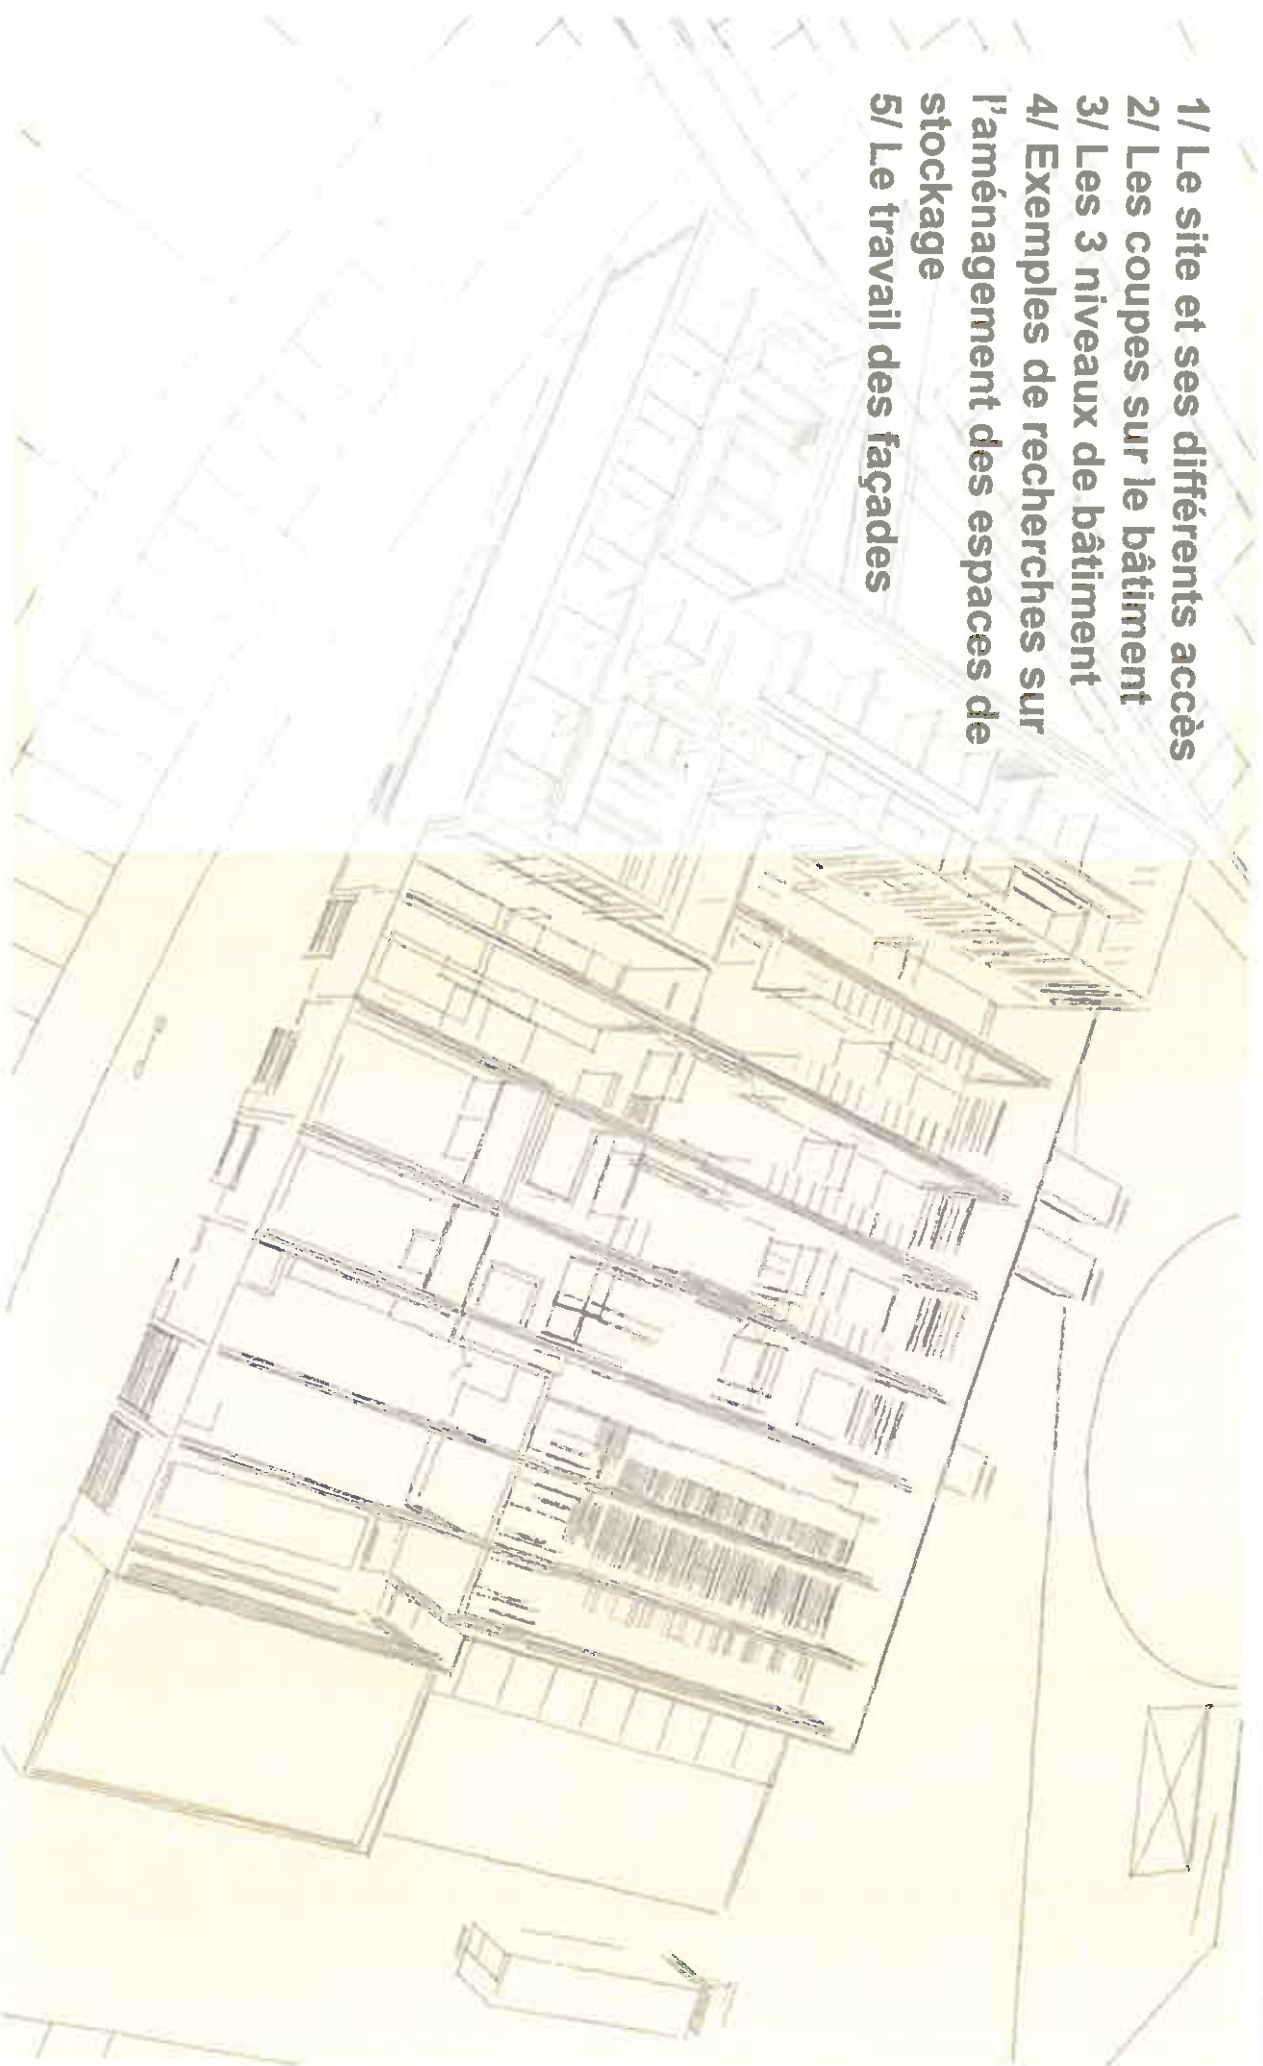 1/ Le site et ses différents accès
2/ Les coupes sur le bâtiment
3/ Les 3 niveaux de bâtiment
4/ Exemples de recherches sur
l'aménagement des espaces de
stockage
5/ Le travail des façades